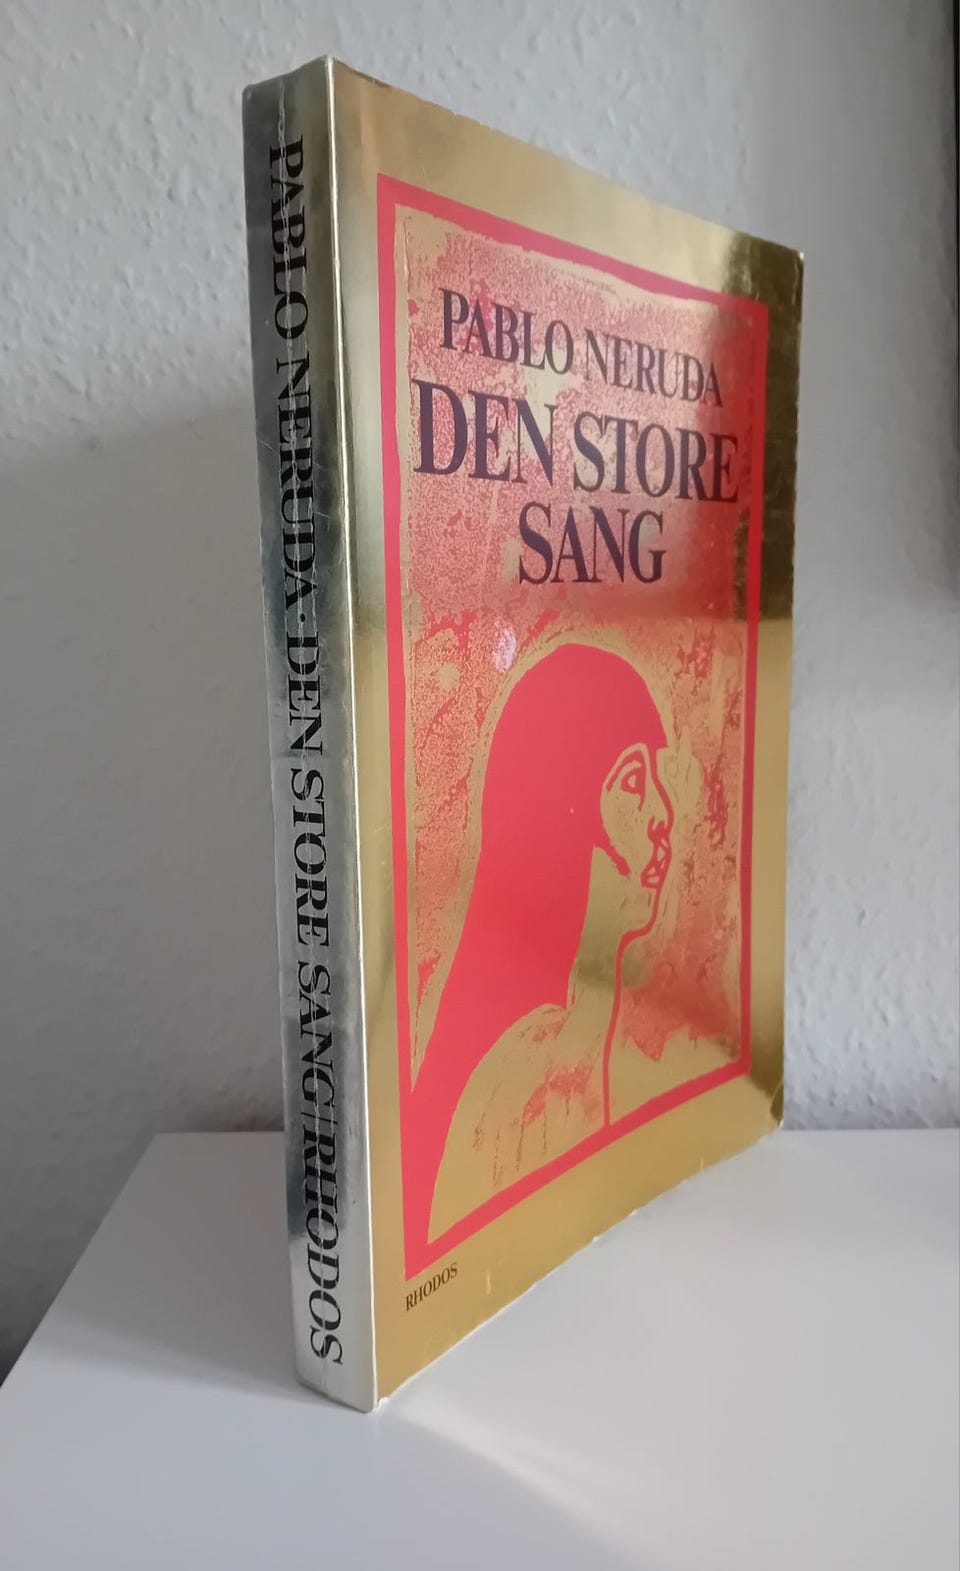 PABLO NERUDA · DEN STORE SANG/RHODOS
PABLO NERUDA
DEN STORE
SANG
RHODOS